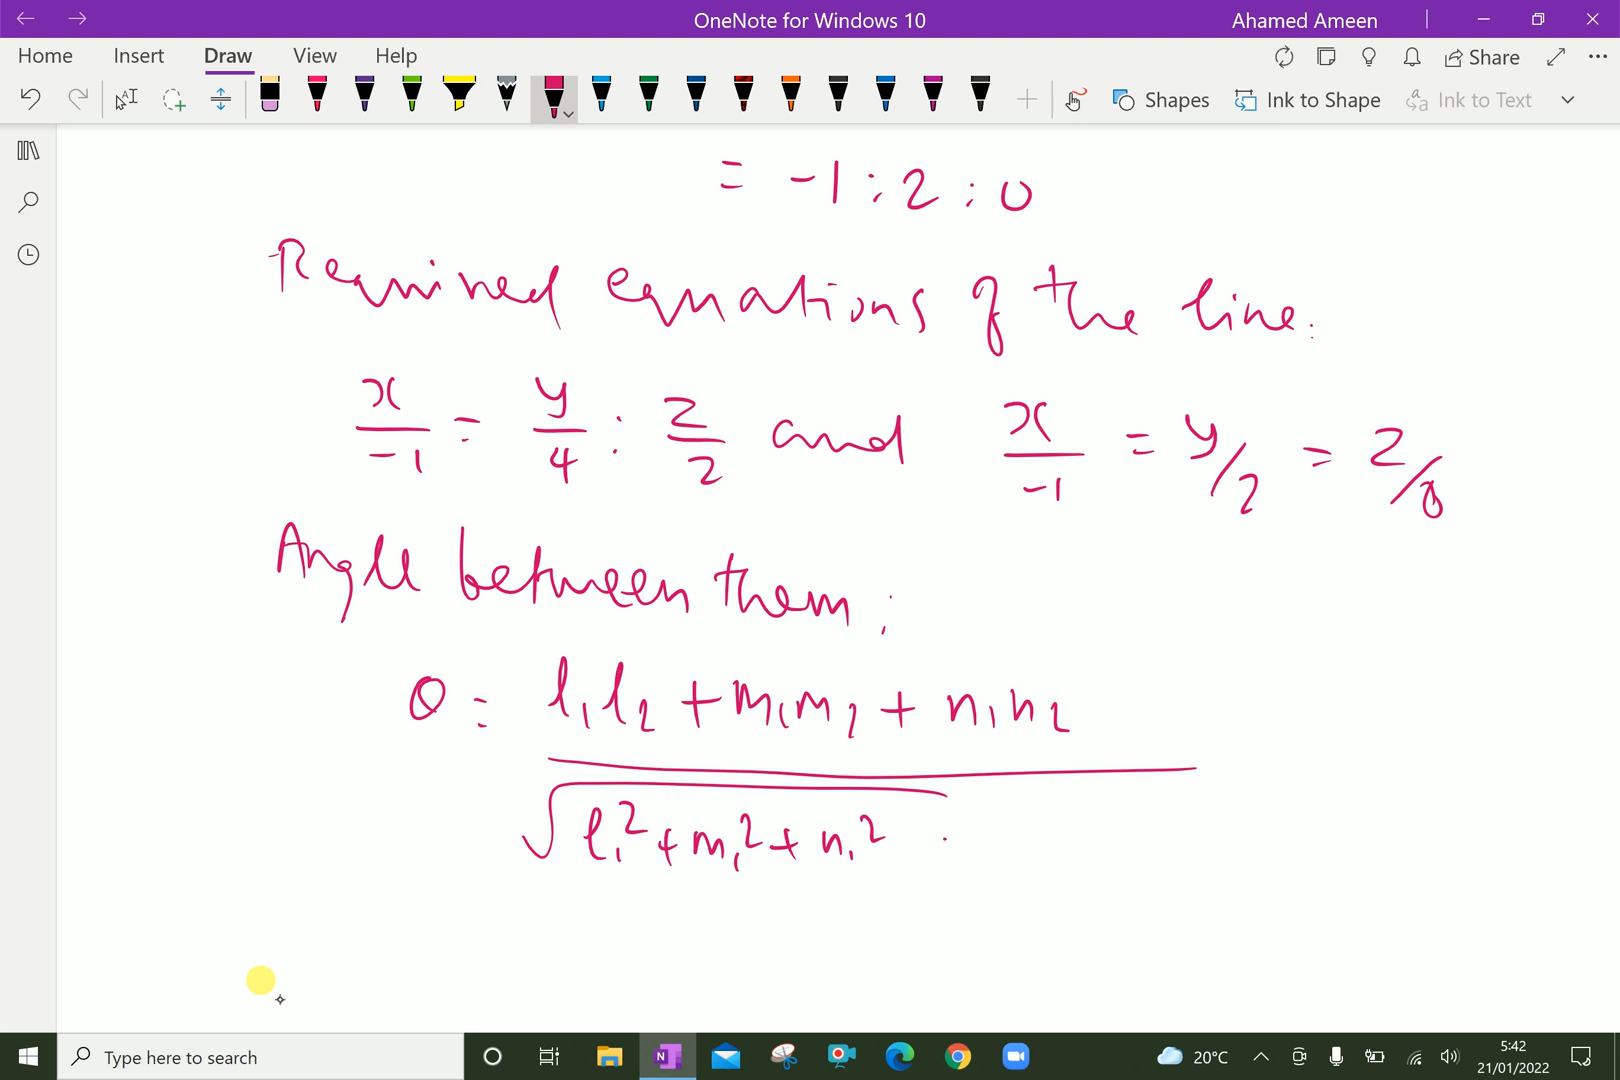 OneNote for Windows 10
Ahamed Ameen
Home Insert Draw View Help
Share
Shapes Ink to Shape Ink to Text
= -1 : 2 : 0
Required equations of the line:
x/-1 = y/4 : z/2 and x/-1 = y/2 = z/0
Angle between them;
θ = l₁l₂ + m₁m₂ + n₁n₂
√l₁² + m₁² + n₁² .
Type here to search
20°C
5:42
21/01/2022